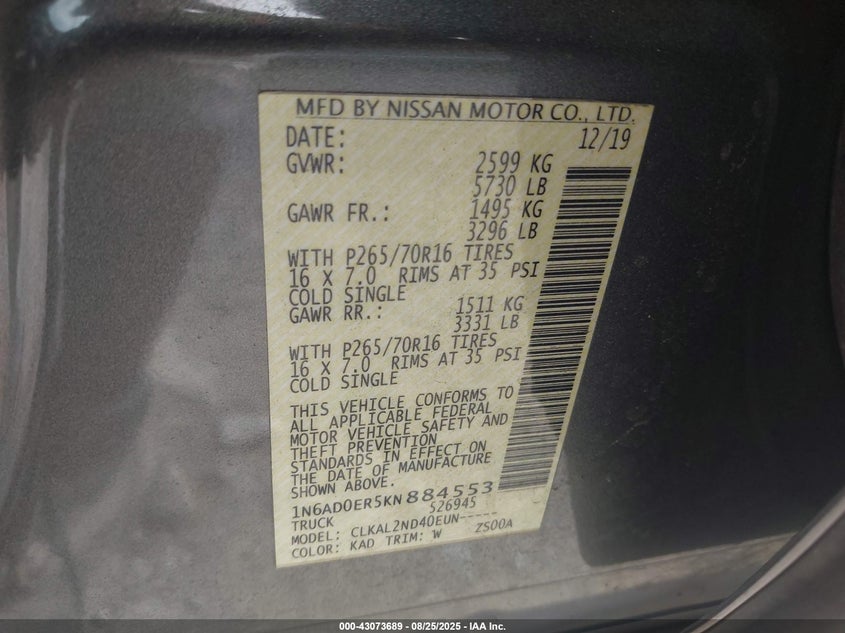 MFD BY NISSAN MOTOR CO., LTD.
DATE: 12/19
GVWR: 2599 KG
5730 LB
GAWR FR.: 1495 KG
3296 LB
WITH P265/70R16 TIRES
16 X 7.0 RIMS AT 35 PSI
COLD SINGLE
GAWR RR.: 1511 KG
3331 LB
WITH P265/70R16 TIRES
16 X 7.0 RIMS AT 35 PSI
COLD SINGLE
THIS VEHICLE CONFORMS TO
ALL APPLICABLE FEDERAL
MOTOR VEHICLE SAFETY AND
THEFT PREVENTION
STANDARDS IN EFFECT ON
THE DATE OF MANUFACTURE
SHOWN ABOVE.
1N6AD0ER5KN884553
TRUCK 526945
MODEL: CLKAL2ND40EUN-----
COLOR: KAD TRIM: W ZS00A
000-43073689 - 08/25/2025 - IAA Inc.